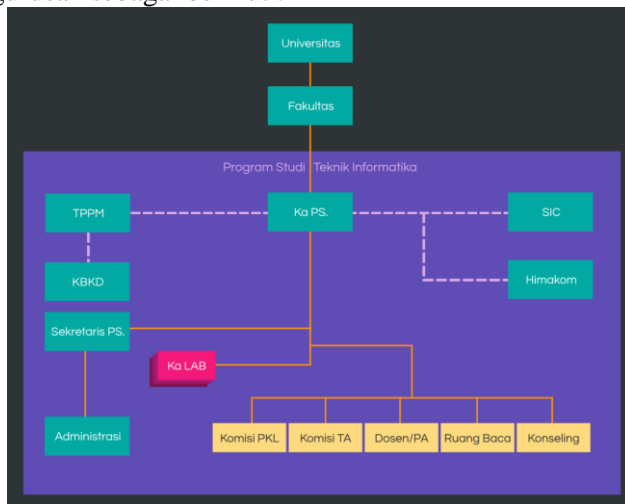 Universitas
Fakultas
Program Studi Teknik Informatika
TPPM
Ka PS.
SIC
KBKD
Himakom
Sekretaris PS.
Ka LAB
Administrasi
Komisi PKL
Komisi TA
Dosen/PA
Ruang Baca
Konseling